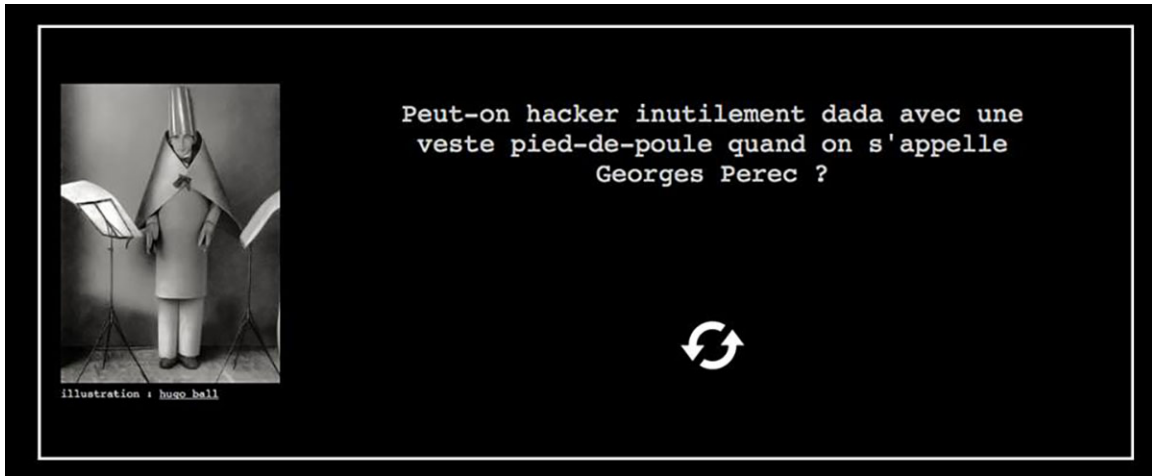 Peut-on hacker inutilement dada avec une
veste pied-de-poule quand on s'appelle
Georges Perec ?
illustration : hugo ball